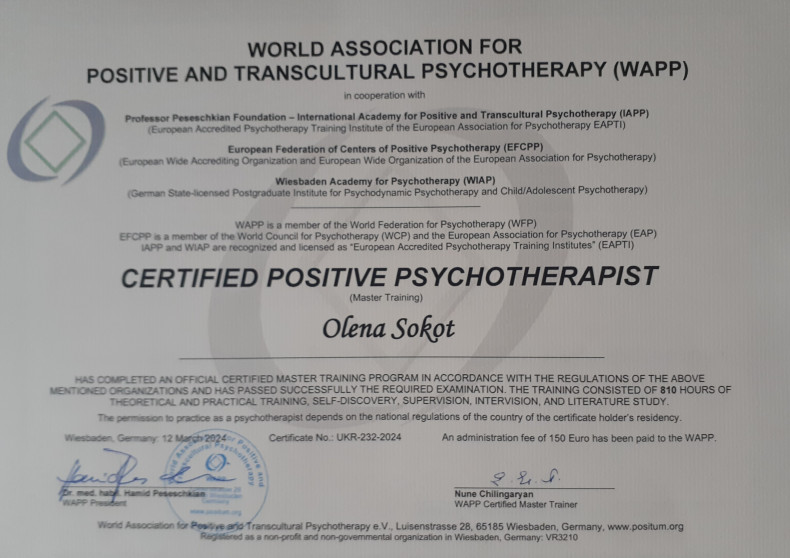 WORLD ASSOCIATION FOR
POSITIVE AND TRANSCULTURAL PSYCHOTHERAPY (WAPP)
in cooperation with
Professor Peseschkian Foundation – International Academy for Positive and Transcultural Psychotherapy (IAPP)
(European Accredited Psychotherapy Training Institute of the European Association for Psychotherapy EAPTI)
European Federation of Centers of Positive Psychotherapy (EFCPP)
(European Wide Accrediting Organization and European Wide Organization of the European Association for Psychotherapy)
Wiesbaden Academy for Psychotherapy (WIAP)
(German State-licensed Postgraduate Institute for Psychodynamic Psychotherapy and Child/Adolescent Psychotherapy)
WAPP is a member of the World Federation for Psychotherapy (WFP)
EFCPP is a member of the World Council for Psychotherapy (WCP) and the European Association for Psychotherapy (EAP)
IAPP and WIAP are recognized and licensed as "European Accredited Psychotherapy Training Institutes" (EAPTI)
CERTIFIED POSITIVE PSYCHOTHERAPIST
(Master Training)
Olena Sokot
HAS COMPLETED AN OFFICIAL CERTIFIED MASTER TRAINING PROGRAM IN ACCORDANCE WITH THE REGULATIONS OF THE ABOVE
MENTIONED ORGANIZATIONS AND HAS PASSED SUCCESSFULLY THE REQUIRED EXAMINATION. THE TRAINING CONSISTED OF 810 HOURS OF
THEORETICAL AND PRACTICAL TRAINING, SELF-DISCOVERY, SUPERVISION, INTERVISION, AND LITERATURE STUDY.
The permission to practice as a psychotherapist depends on the national regulations of the country of the certificate holder's residency.
Wiesbaden, Germany: 12 March 2024 Certificate No.: UKR-232-2024 An administration fee of 150 Euro has been paid to the WAPP.
Dr. med. habil. Hamid Peseschkian
WAPP President
Nune Chilingaryan
WAPP Certified Master Trainer
World Association for Positive and Transcultural Psychotherapy e.V., Luisenstrasse 28, 65185 Wiesbaden, Germany, www.positum.org
Registered as a non-profit and non-governmental organization in Wiesbaden, Germany: VR3210